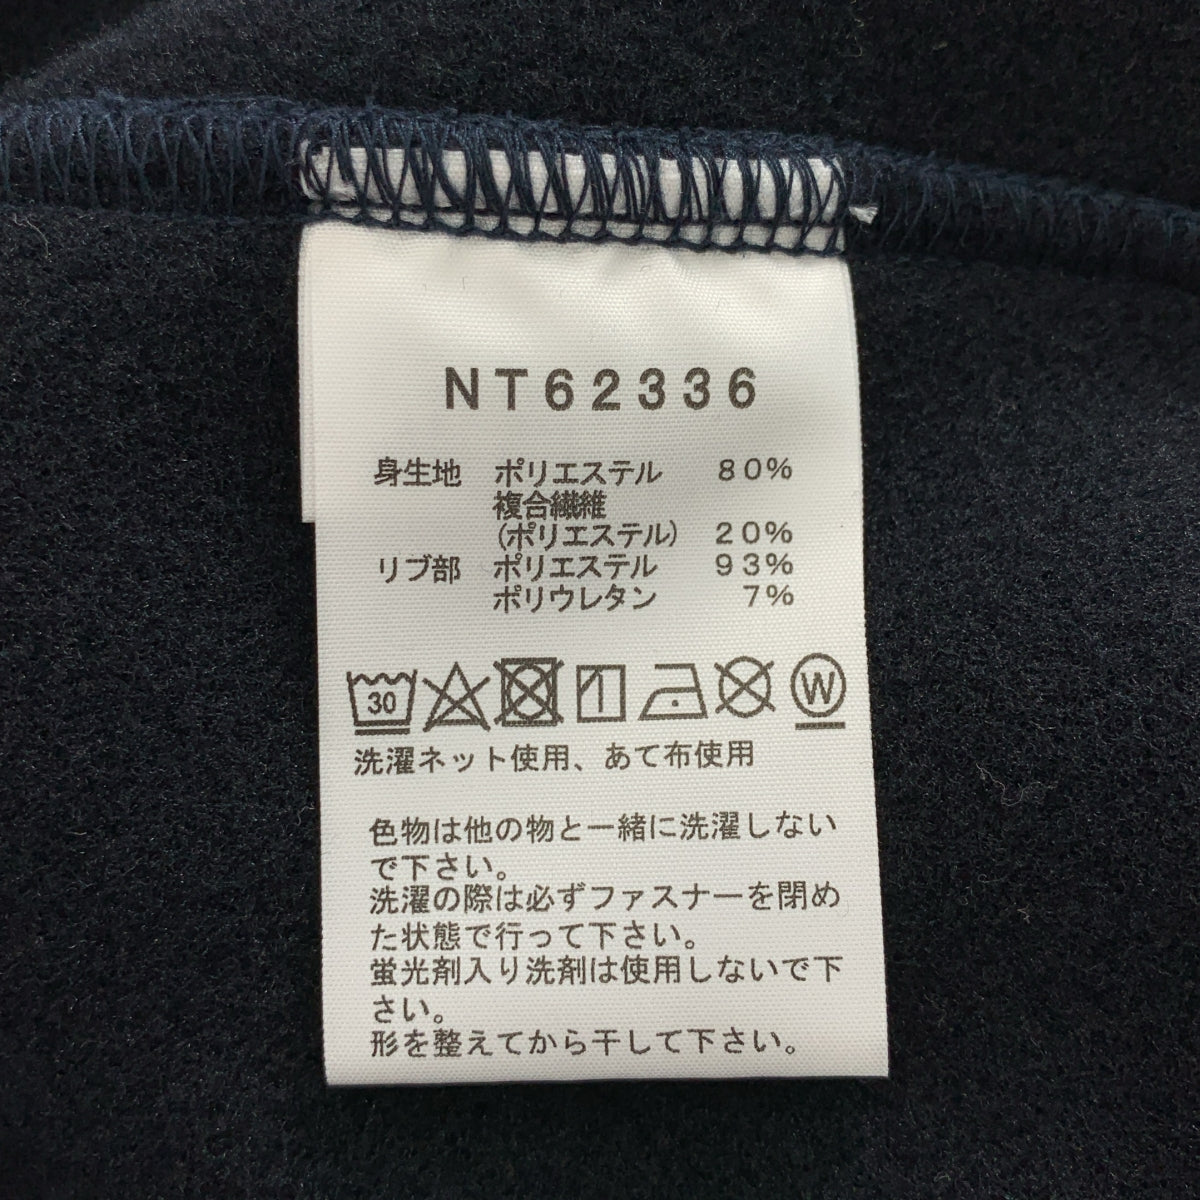 NT62336
身生地 ポリエステル 80%
複合繊維
(ポリエステル) 20%
リブ部 ポリエステル 93%
ポリウレタン 7%
30 W
洗濯ネット使用、あて布使用
色物は他の物と一緒に洗濯しない
で下さい。
洗濯の際は必ずファスナーを閉め
た状態で行って下さい。
蛍光剤入り洗剤は使用しないで下
さい。
形を整えてから干して下さい。